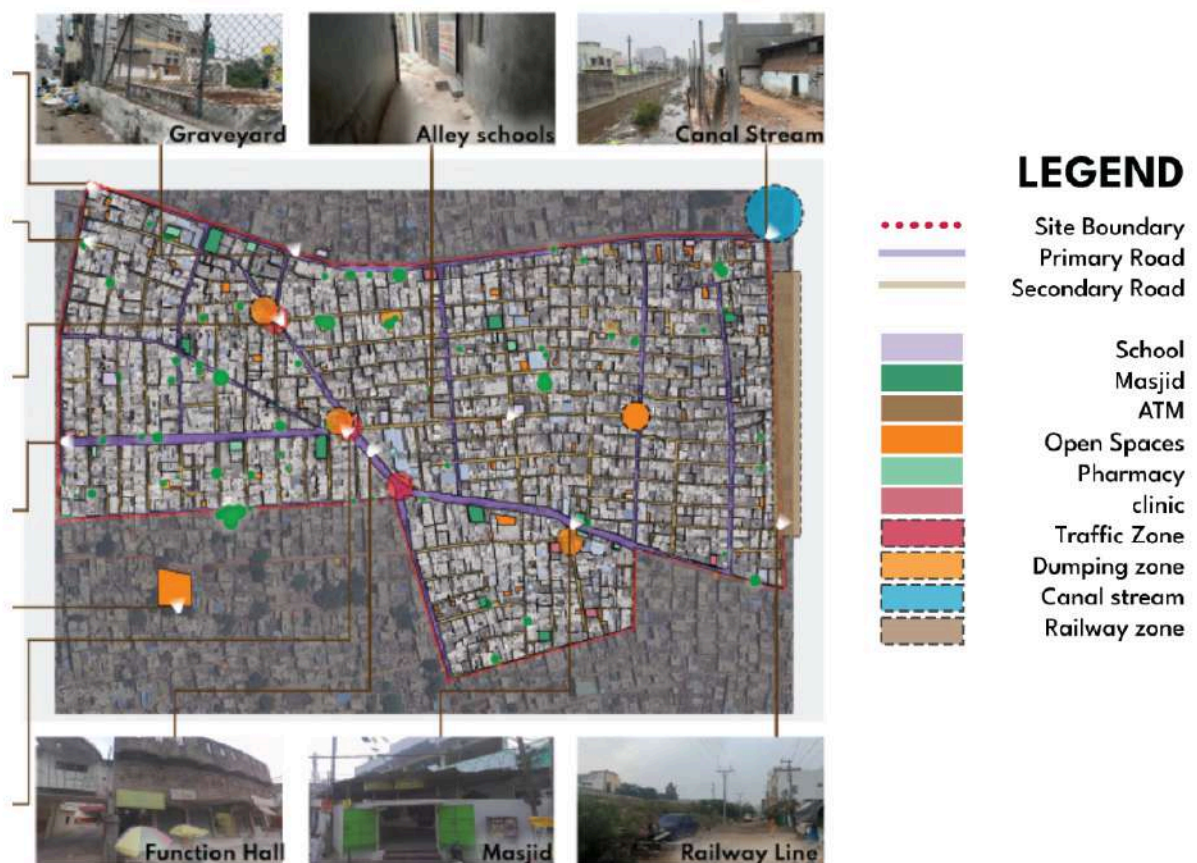 Graveyard
Alley schools
Canal Stream
LEGEND
Site Boundary
Primary Road
Secondary Road
School
Masjid
ATM
Open Spaces
Pharmacy
clinic
Traffic Zone
Dumping zone
Canal stream
Railway zone
Function Hall
Masjid
Railway Line